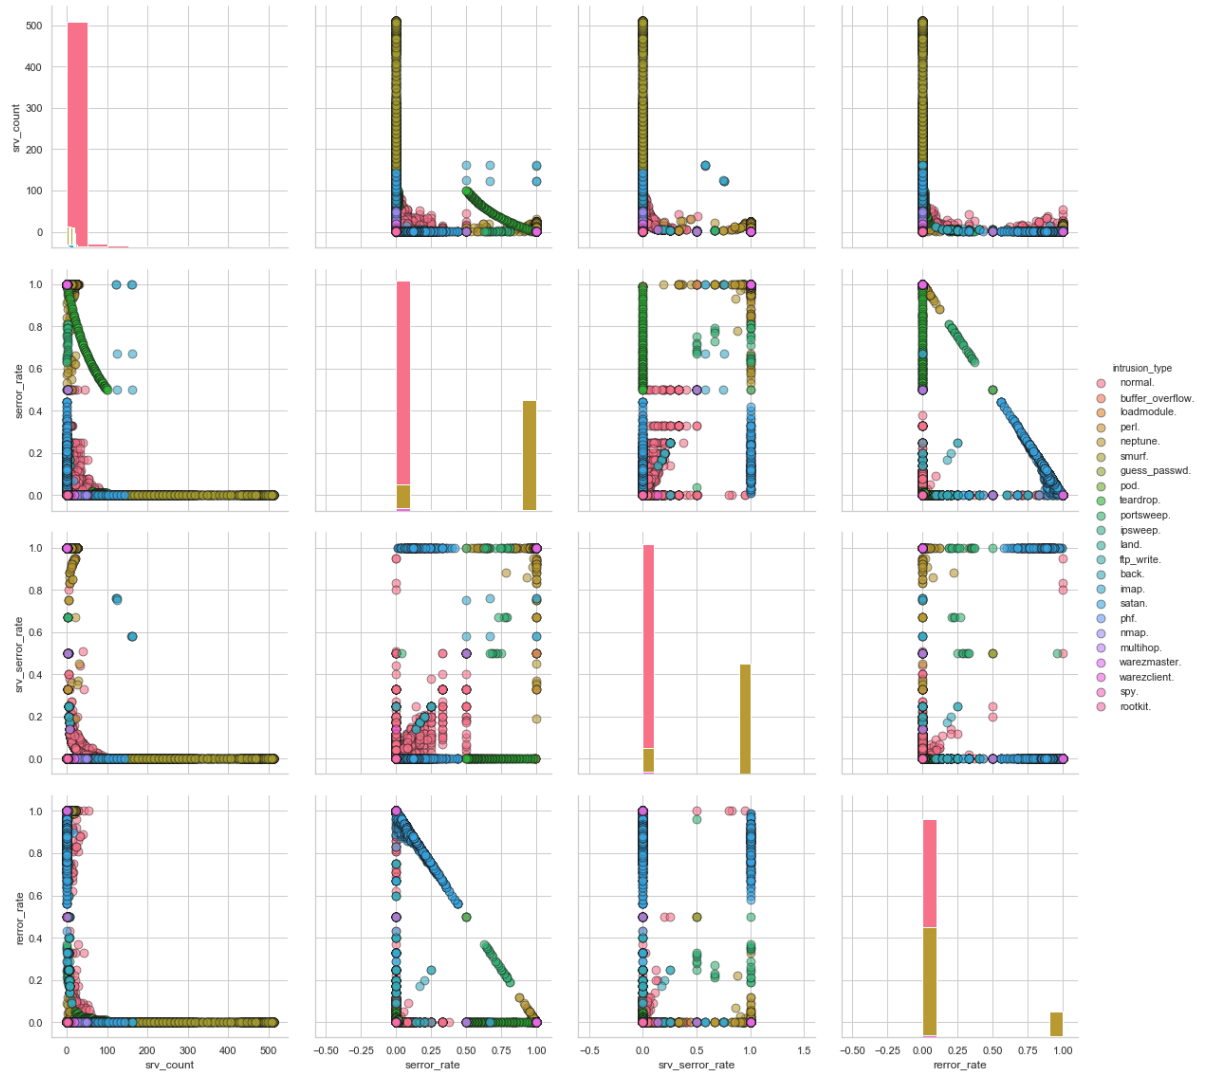 500
400
300
200
100
0
srv_count
1.0
0.8
0.6
0.4
0.2
0.0
serror_rate
1.0
0.8
0.6
0.4
0.2
0.0
srv_serror_rate
1.0
0.8
0.6
0.4
0.2
0.0
rerror_rate
0 100 200 300 400 500
srv_count
−0.50 −0.25 0.00 0.25 0.50 0.75 1.00
serror_rate
−0.5 0.0 0.5 1.0 1.5
srv_serror_rate
−0.50 −0.25 0.00 0.25 0.50 0.75 1.00
rerror_rate
intrusion_type
normal.
buffer_overflow.
loadmodule.
perl.
neptune.
smurf.
guess_passwd.
pod.
teardrop.
portsweep.
ipsweep.
land.
ftp_write.
back.
imap.
satan.
phf.
nmap.
multihop.
warezmaster.
warezclient.
spy.
rootkit.